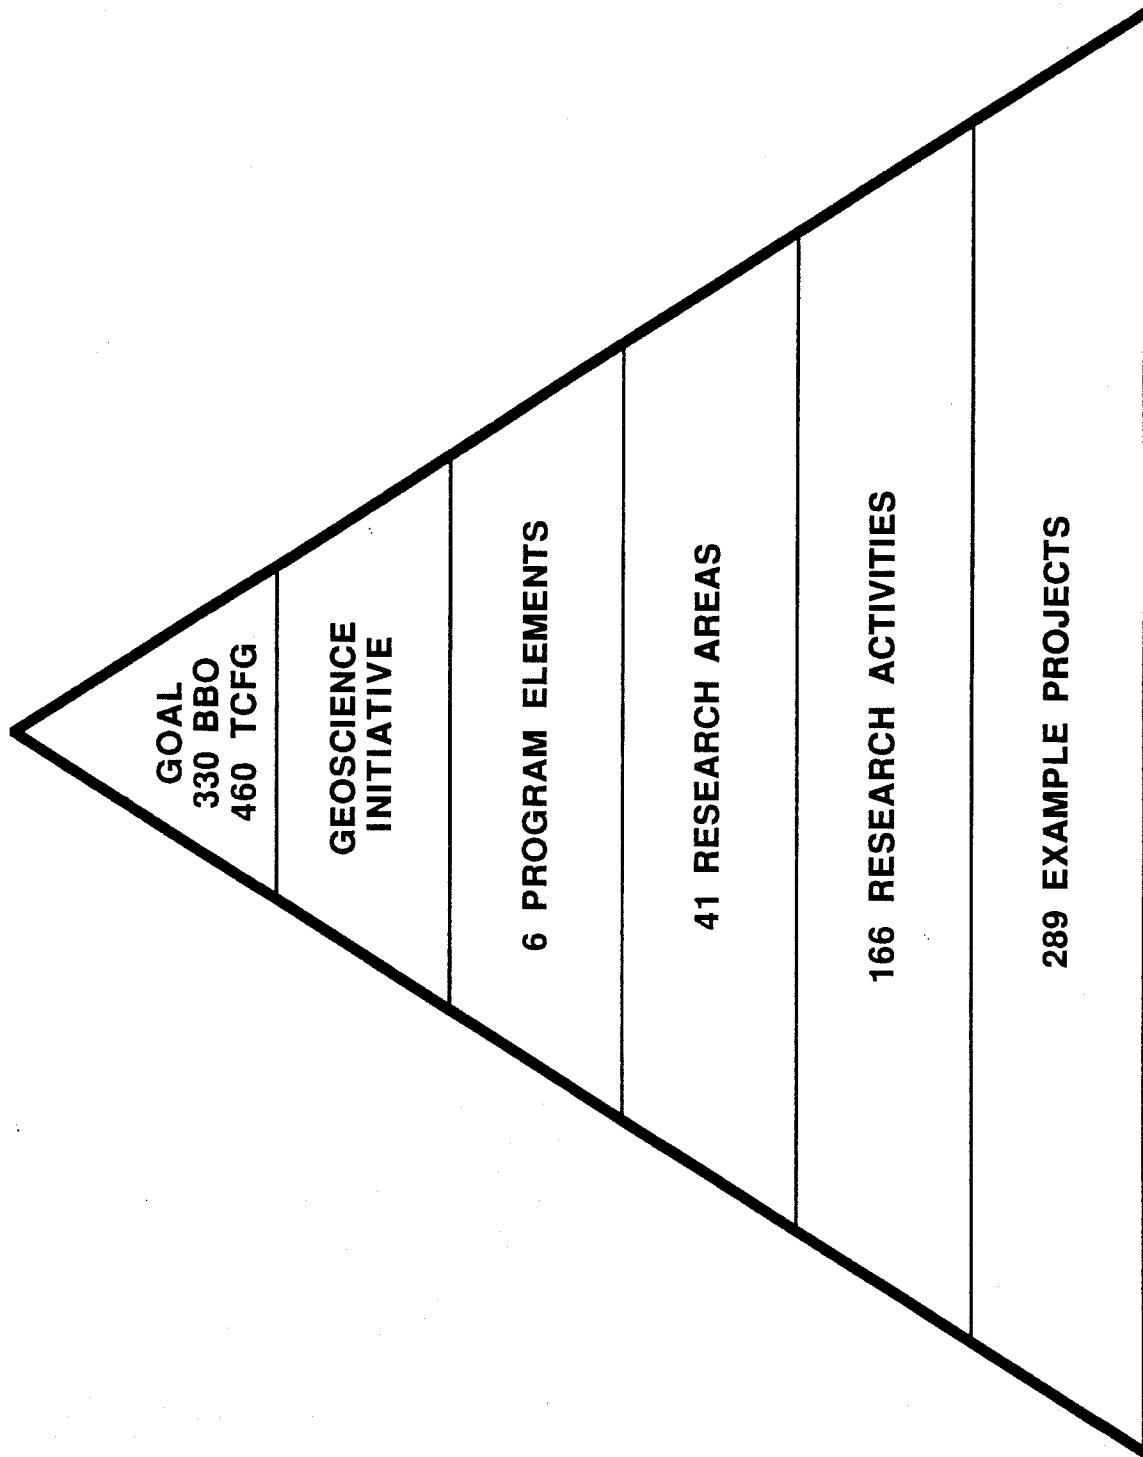 GOAL
330 BBO
460 TCFG
GEOSCIENCE
INITIATIVE
6 PROGRAM ELEMENTS
41 RESEARCH AREAS
166 RESEARCH ACTIVITIES
289 EXAMPLE PROJECTS